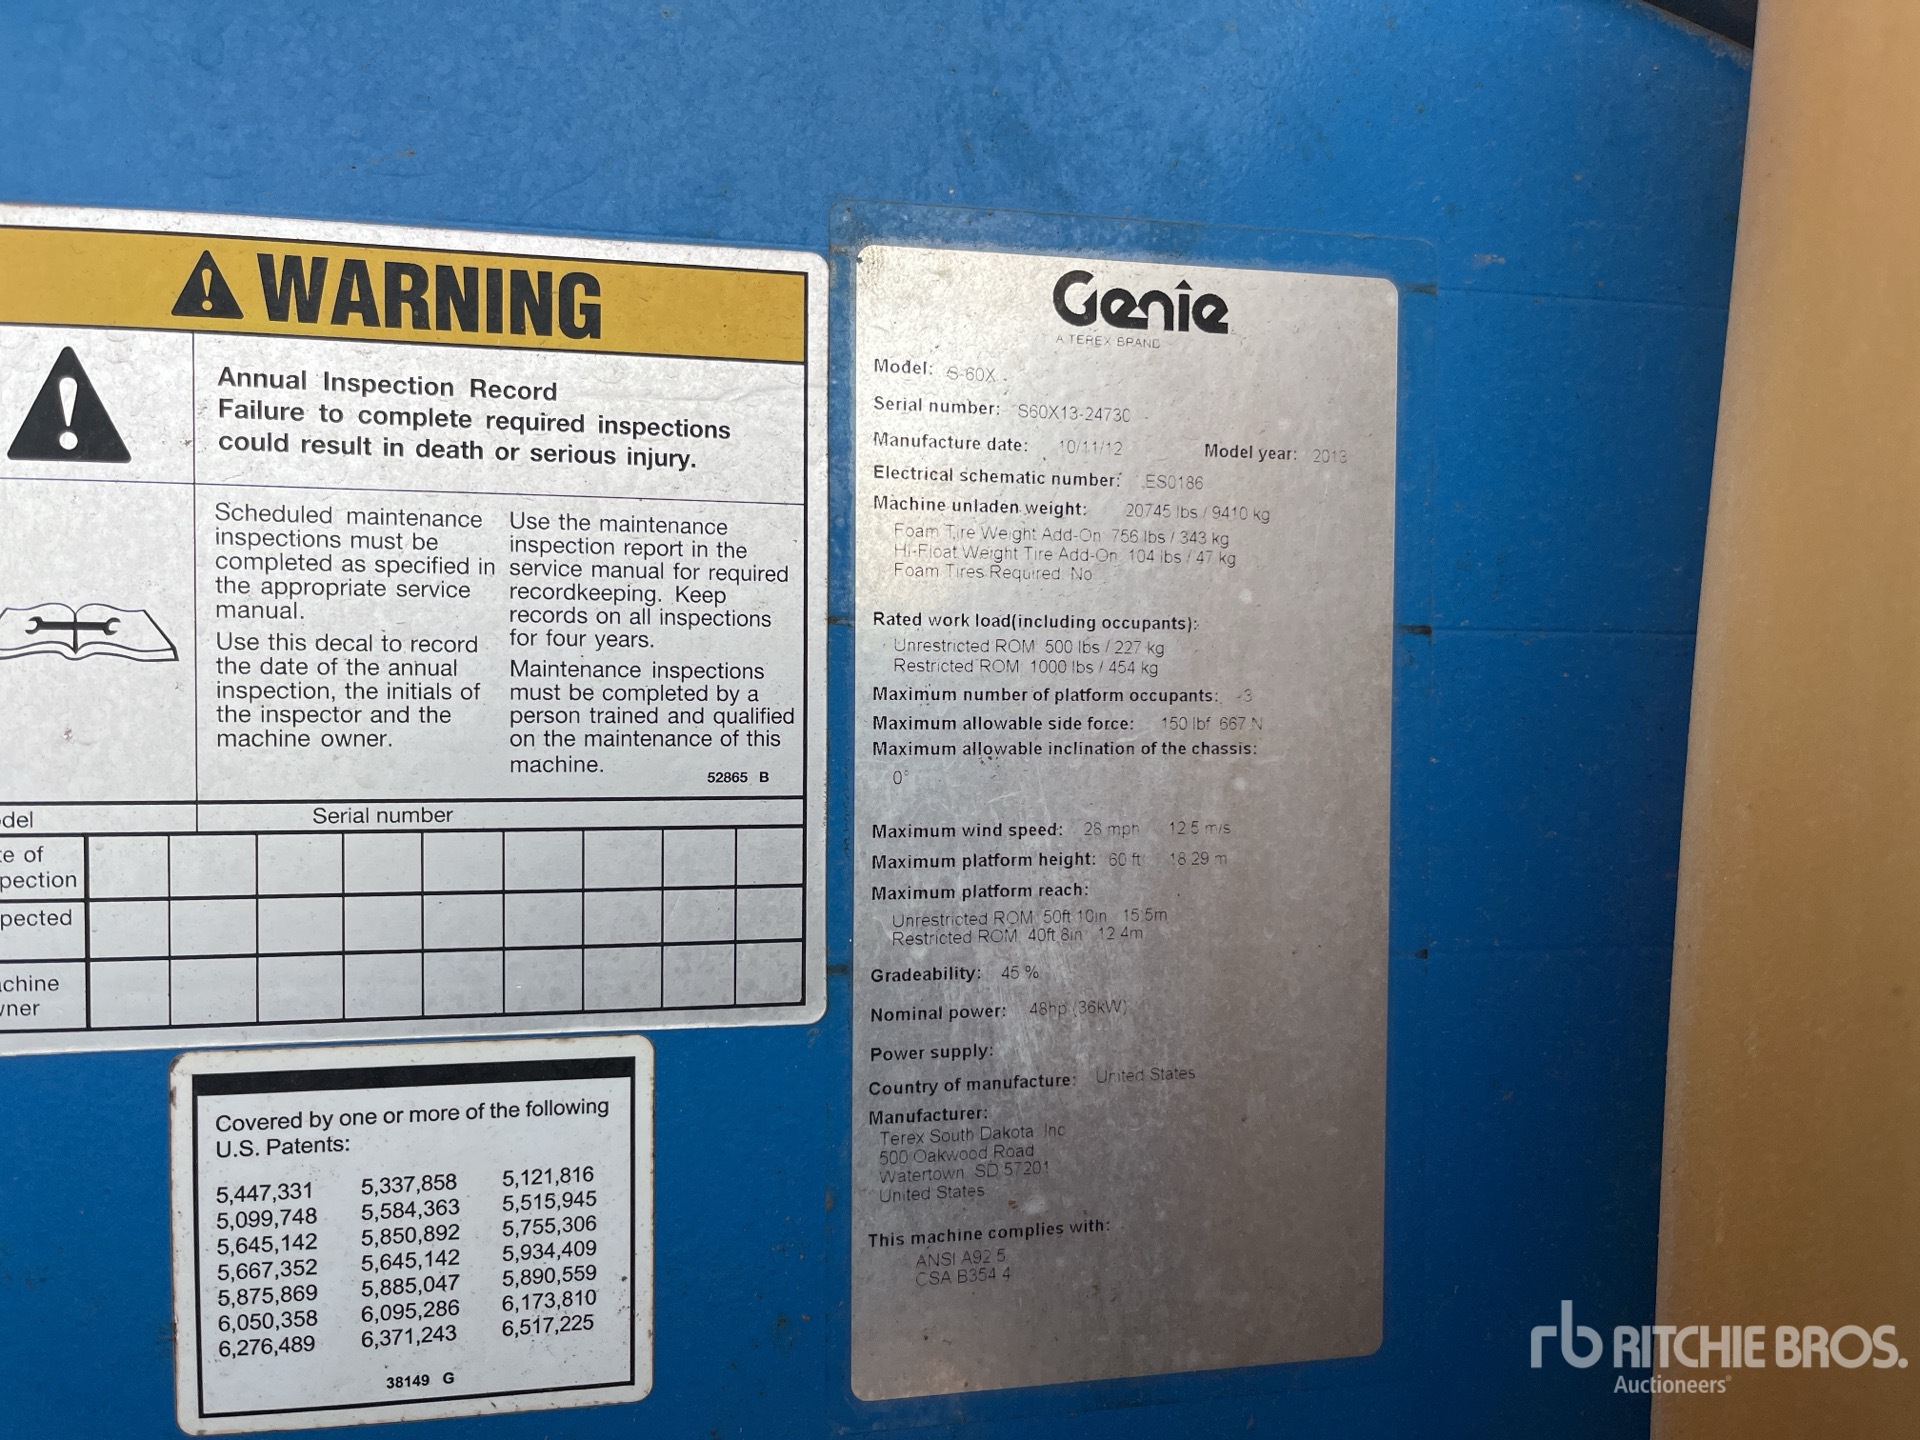 WARNING
Annual Inspection Record
Failure to complete required inspections
could result in death or serious injury.
Scheduled maintenance
inspections must be
completed as specified in
the appropriate service
manual.
Use this decal to record
the date of the annual
inspection, the initials of
the inspector and the
machine owner.
Use the maintenance
inspection report in the
service manual for required
recordkeeping. Keep
records on all inspections
for four years.
Maintenance inspections
must be completed by a
person trained and qualified
on the maintenance of this
machine.
52865 B
del
Serial number
e of
pection
pected
chine
ner
Covered by one or more of the following
U.S. Patents:
5,447,331 5,337,858 5,121,816
5,099,748 5,584,363 5,515,945
5,645,142 5,850,892 5,755,306
5,667,352 5,645,142 5,934,409
5,875,869 5,885,047 5,890,559
6,050,358 6,095,286 6,173,810
6,276,489 6,371,243 6,517,225
38149 G
Genie
A TEREX BRAND
Model: S-60X
Serial number: S60X13-24730
Manufacture date: 10/11/12 Model year: 2013
Electrical schematic number: ES0186
Machine unladen weight: 20745 lbs / 9410 kg
Foam Tire Weight Add-On 756 lbs / 343 kg
Hi-Float Weight Tire Add-On 104 lbs / 47 kg
Foam Tires Required No
Rated work load(including occupants):
Unrestricted ROM 500 lbs / 227 kg
Restricted ROM 1000 lbs / 454 kg
Maximum number of platform occupants: 3
Maximum allowable side force: 150 lbf 667 N
Maximum allowable inclination of the chassis:
0°
Maximum wind speed: 28 mph 12.5 m/s
Maximum platform height: 60 ft 18.29 m
Maximum platform reach:
Unrestricted ROM 50ft 10in 15.5m
Restricted ROM 40ft 8in 12.4m
Gradeability: 45 %
Nominal power: 48hp (36kW)
Power supply:
Country of manufacture: United States
Manufacturer:
Terex South Dakota Inc
500 Oakwood Road
Watertown SD 57201
United States
This machine complies with:
ANSI A92.5
CSA B354.4
rb RITCHIE BROS.
Auctioneers